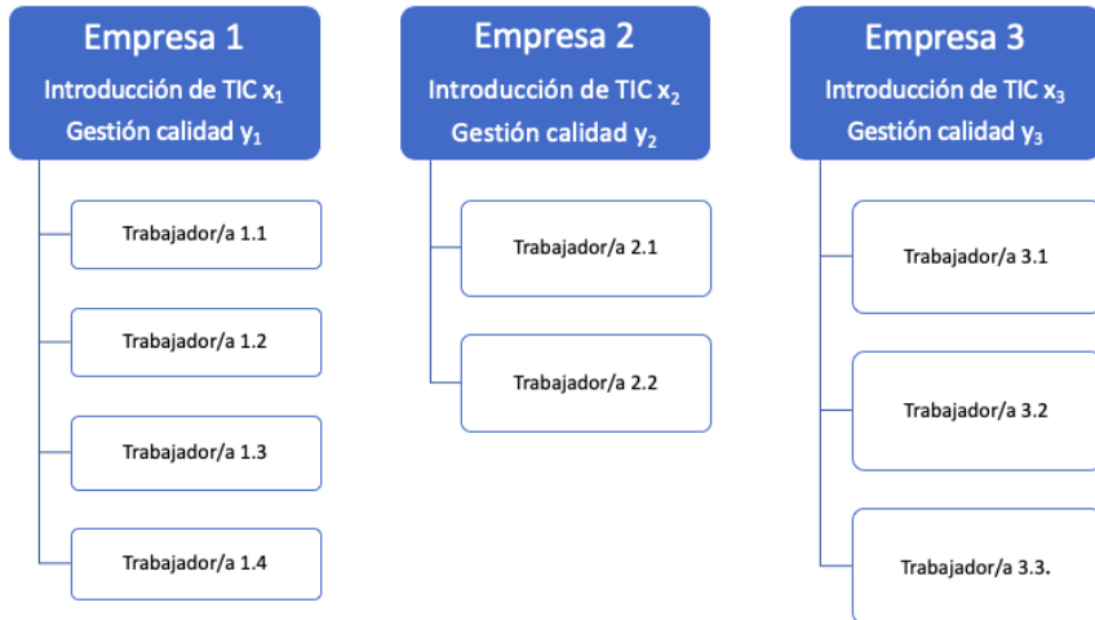 Empresa 1
Introducción de TIC x₁
Gestión calidad y₁
Trabajador/a 1.1
Trabajador/a 1.2
Trabajador/a 1.3
Trabajador/a 1.4
Empresa 2
Introducción de TIC x₂
Gestión calidad y₂
Trabajador/a 2.1
Trabajador/a 2.2
Empresa 3
Introducción de TIC x₃
Gestión calidad y₃
Trabajador/a 3.1
Trabajador/a 3.2
Trabajador/a 3.3.